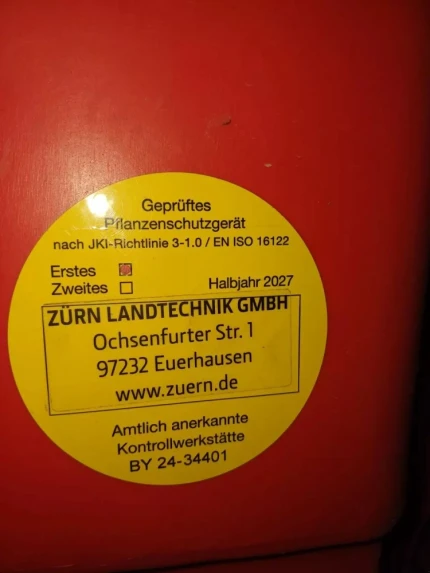 Geprüftes
Pflanzenschutzgerät
nach JKI-Richtlinie 3-1.0 / EN ISO 16122
Erstes ☒
Zweites ☐ Halbjahr 2027
ZÜRN LANDTECHNIK GMBH
Ochsenfurter Str. 1
97232 Euerhausen
www.zuern.de
Amtlich anerkannte
Kontrollwerkstätte
BY 24-34401